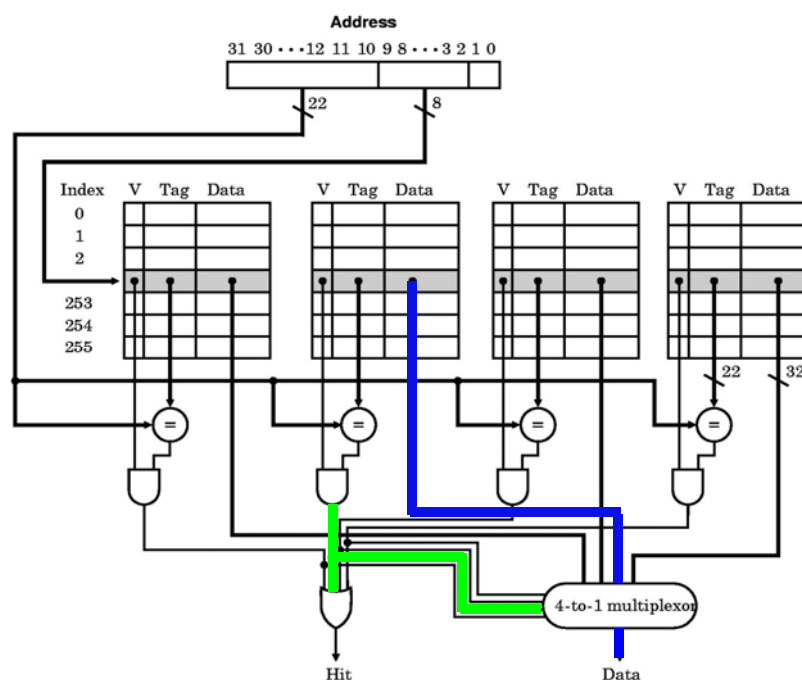 Address
31 30 ··· 12 11 10 9 8 ··· 3 2 1 0
22 8
Index V Tag Data V Tag Data V Tag Data V Tag Data
0
1
2
253
254
255
22 32
= = = =
4-to-1 multiplexor
Hit Data